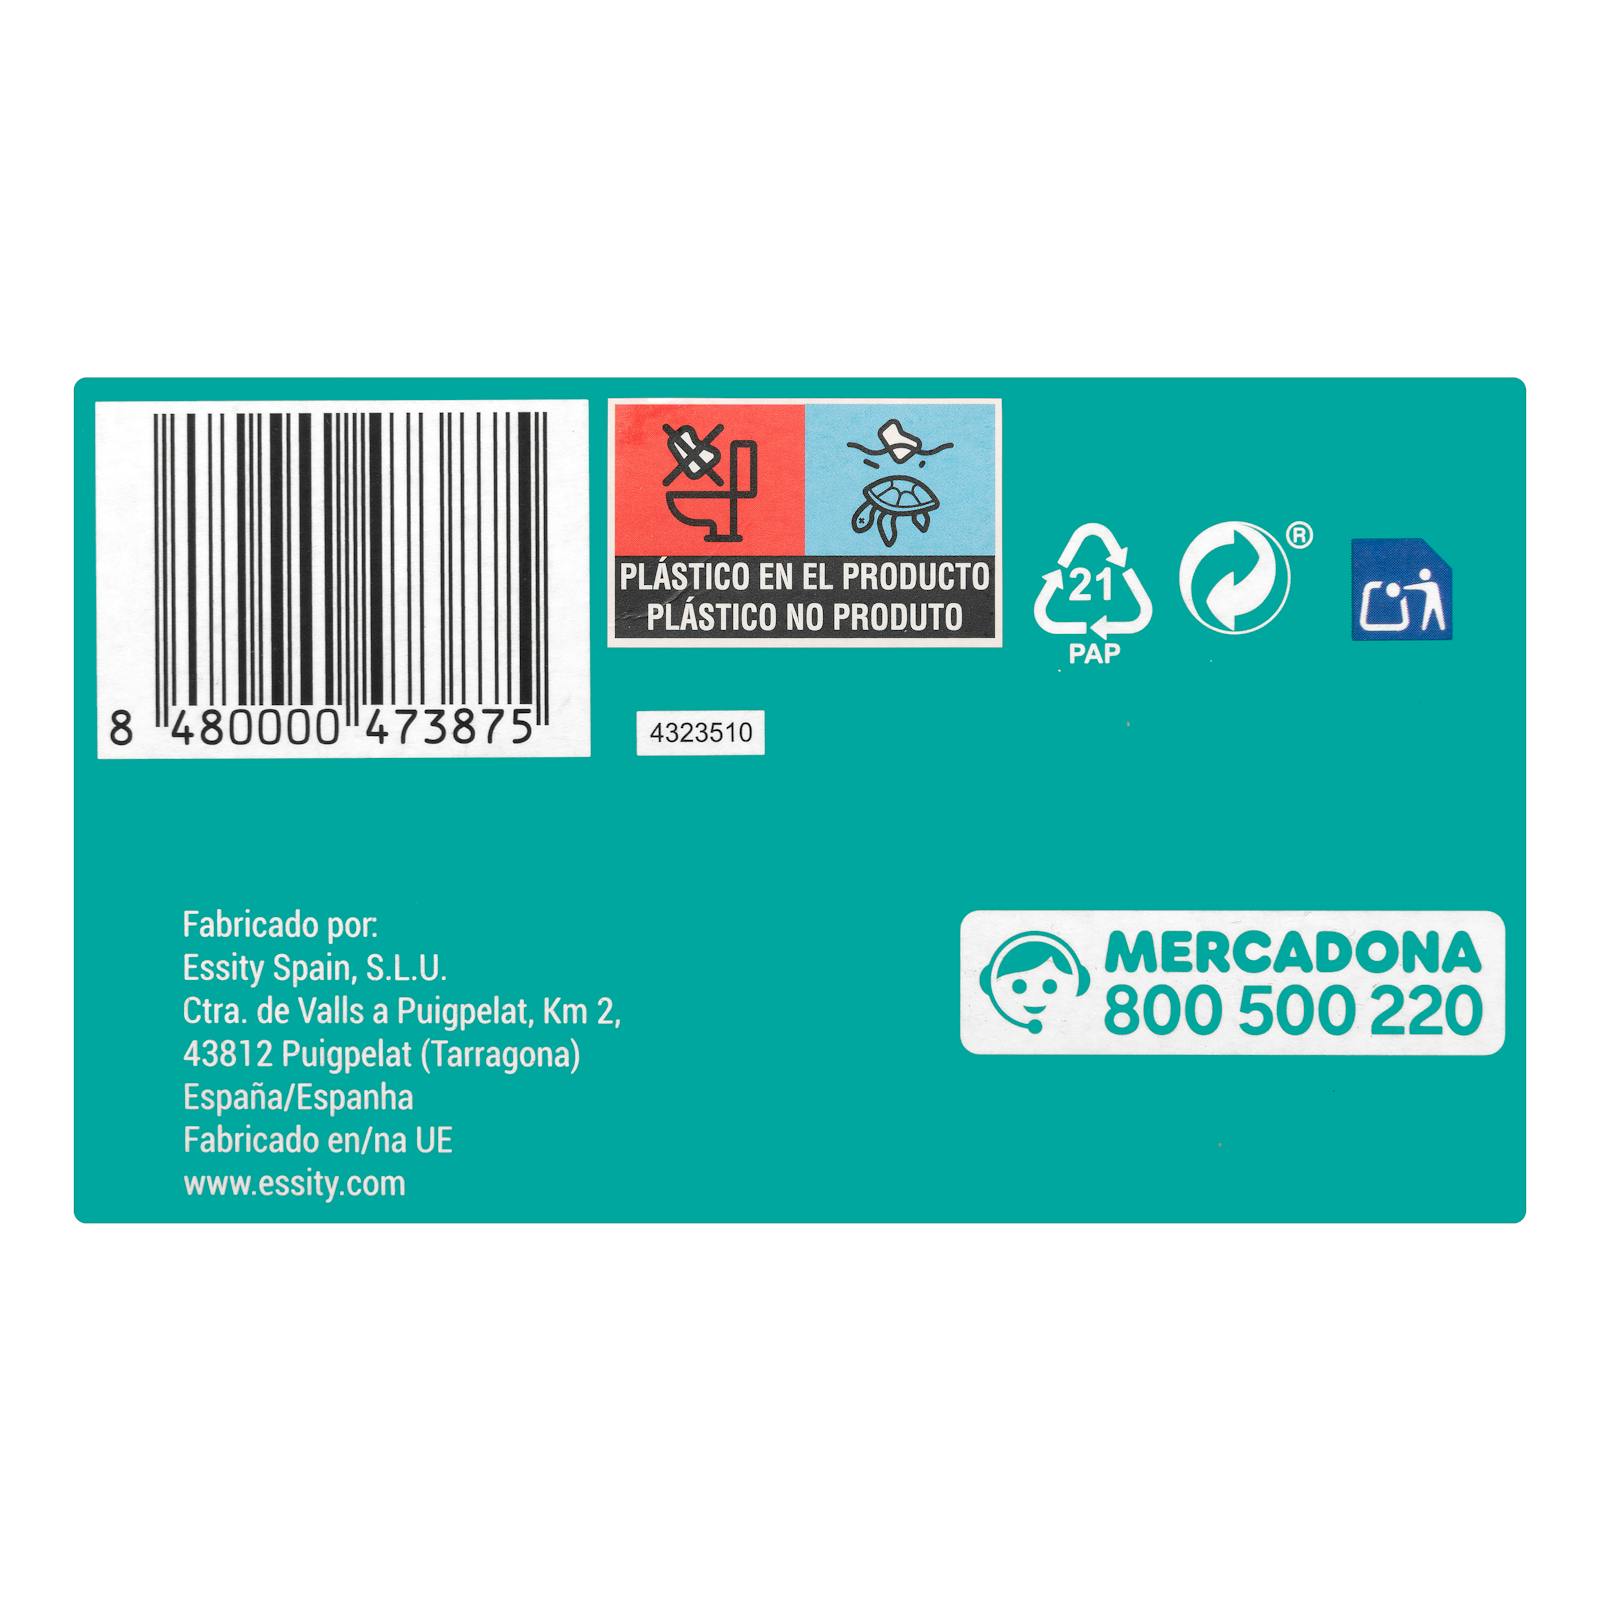 8 480000 473875
PLÁSTICO EN EL PRODUCTO
PLÁSTICO NO PRODUTO
21
PAP
®
4323510
Fabricado por:
Essity Spain, S.L.U.
Ctra. de Valls a Puigpelat, Km 2,
43812 Puigpelat (Tarragona)
España/Espanha
Fabricado en/na UE
www.essity.com
MERCADONA
800 500 220